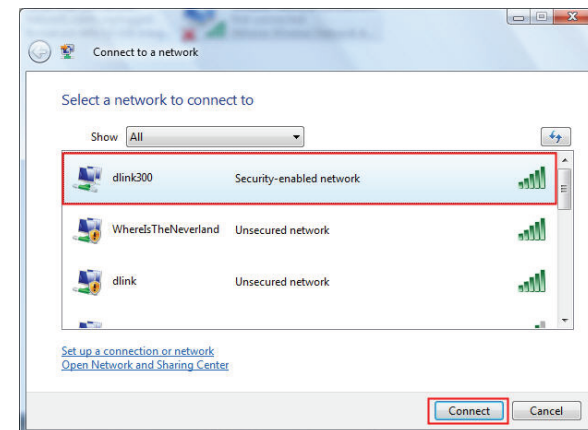 Connect to a network
Select a network to connect to
Show All
dlink300 Security-enabled network
WhereIsTheNeverland Unsecured network
dlink Unsecured network
Set up a connection or network
Open Network and Sharing Center
Connect Cancel